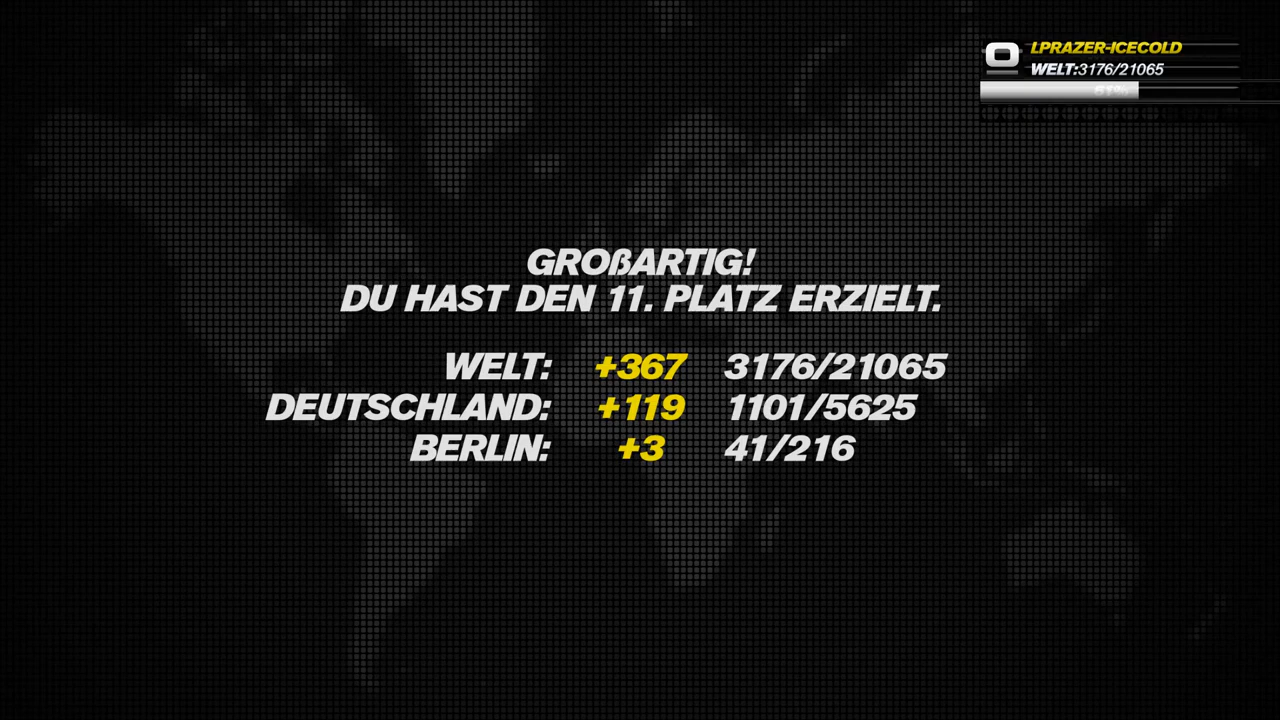 LPRAZER-ICECOLD
WELT:3176/21065
61%
GROßARTIG!
DU HAST DEN 11. PLATZ ERZIELT.
WELT: +367 3176/21065
DEUTSCHLAND: +119 1101/5625
BERLIN: +3 41/216